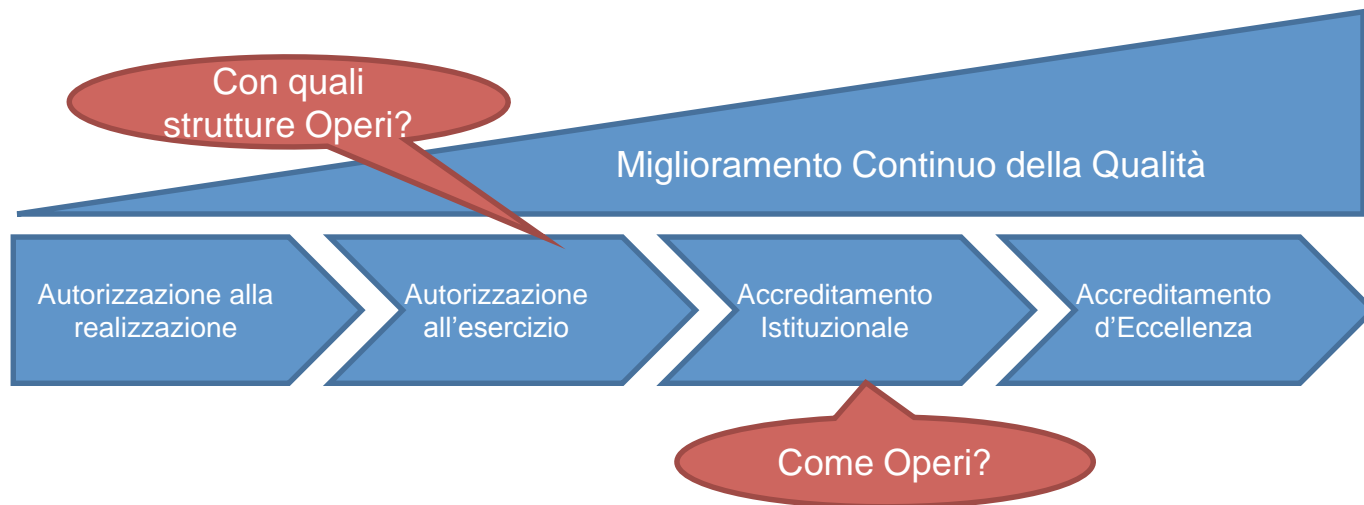 Con quali
strutture Operi?
Miglioramento Continuo della Qualità
Autorizzazione alla
realizzazione
Autorizzazione
all’esercizio
Accreditamento
Istituzionale
Accreditamento
d’Eccellenza
Come Operi?